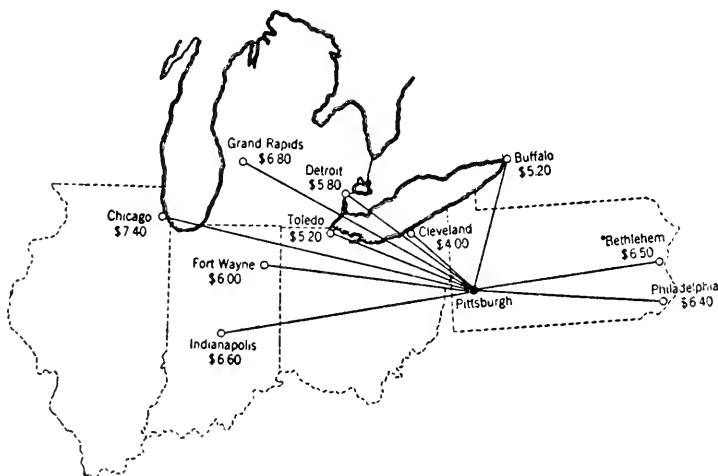 Grand Rapids
$6.80
Buffalo
$5.20
Detroit
$5.80
Chicago
$7.40
Toledo
$5.20
Cleveland
$4.00
*Bethlehem
$6.50
Fort Wayne
$6.00
Philadelphia
$6.40
Pittsburgh
Indianapolis
$6.60